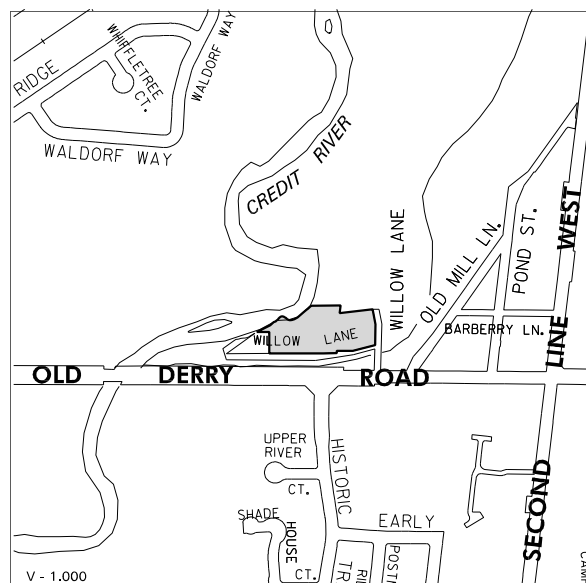 WHIFFLETREE
CT.
WALDORF WAY
RIDGE
WALDORF WAY
CREDIT RIVER
WILLOW LANE
OLD MILL LN.
POND ST.
SECOND LINE WEST
BARBERRY LN.
WILLOW LANE
OLD DERRY ROAD
UPPER
RIVER
CT.
HISTORIC
EARLY
SHADE
HOUSE
CT.
V - 1.000